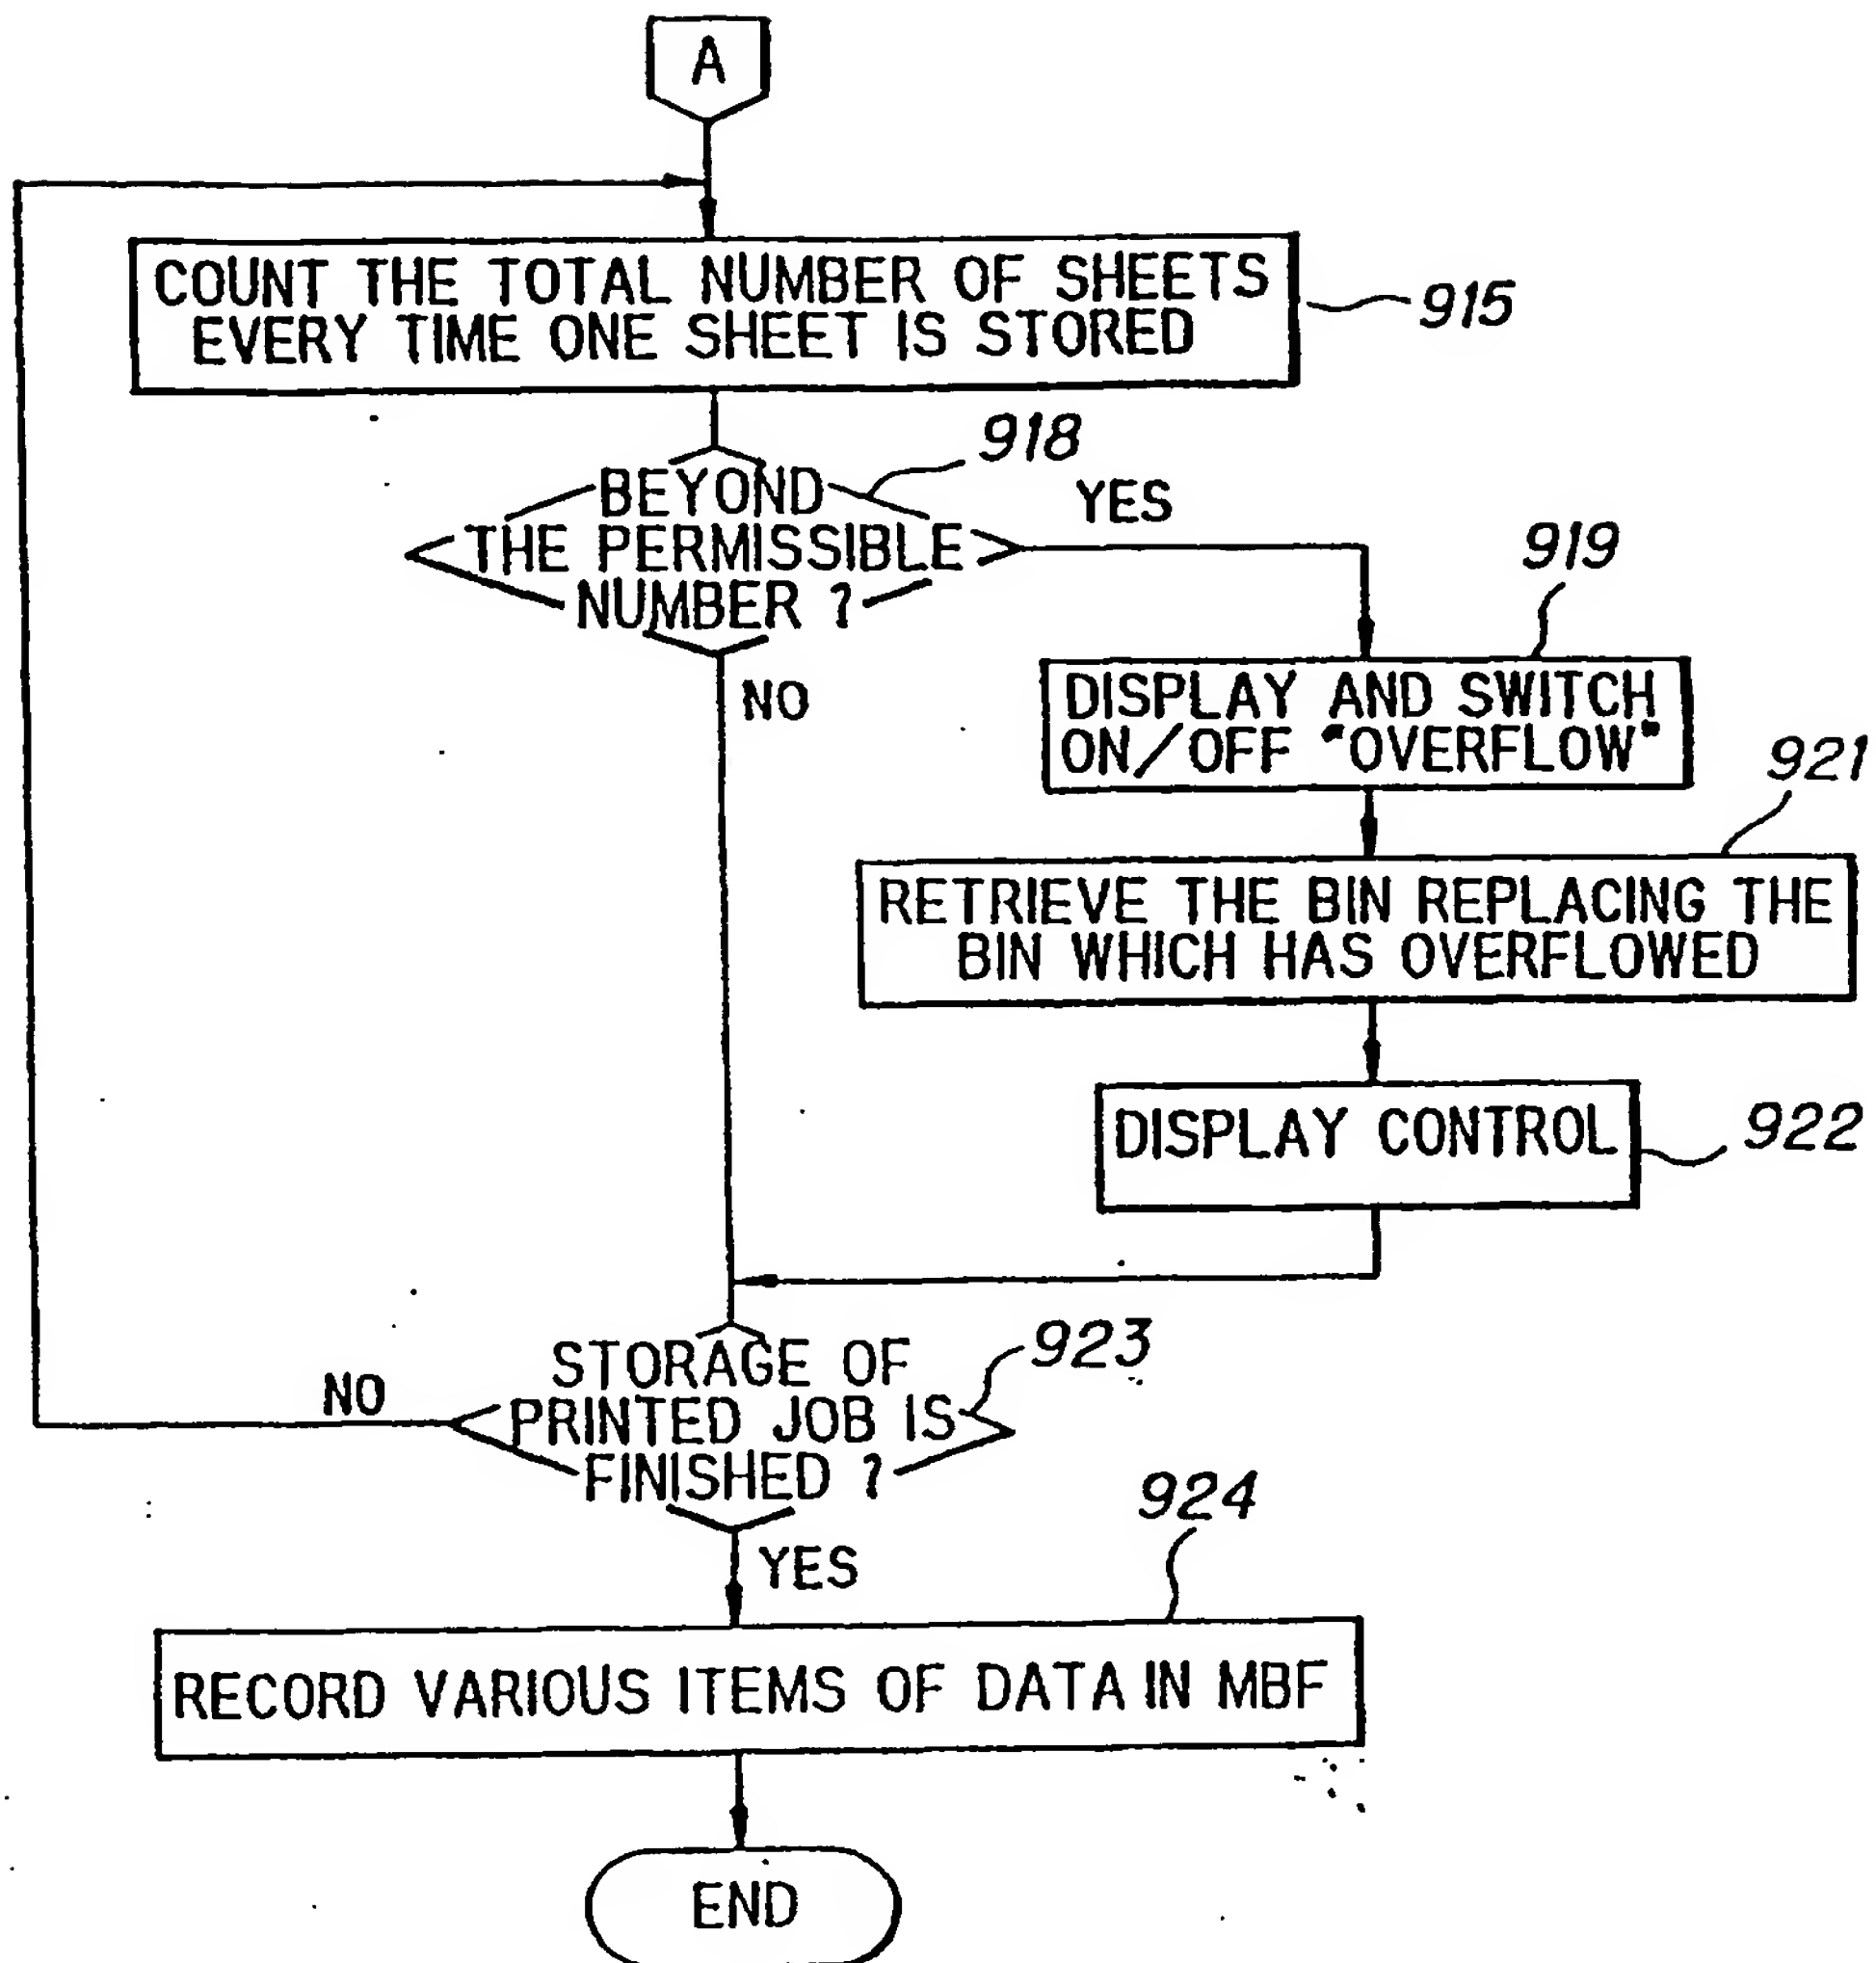 A
COUNT THE TOTAL NUMBER OF SHEETS
EVERY TIME ONE SHEET IS STORED
915
918
BEYOND
THE PERMISSIBLE
NUMBER ?
YES
NO
919
DISPLAY AND SWITCH
ON/OFF "OVERFLOW"
921
RETRIEVE THE BIN REPLACING THE
BIN WHICH HAS OVERFLOWED
DISPLAY CONTROL
922
STORAGE OF
PRINTED JOB IS
FINISHED ?
923
NO
YES
924
RECORD VARIOUS ITEMS OF DATA IN MBF
END